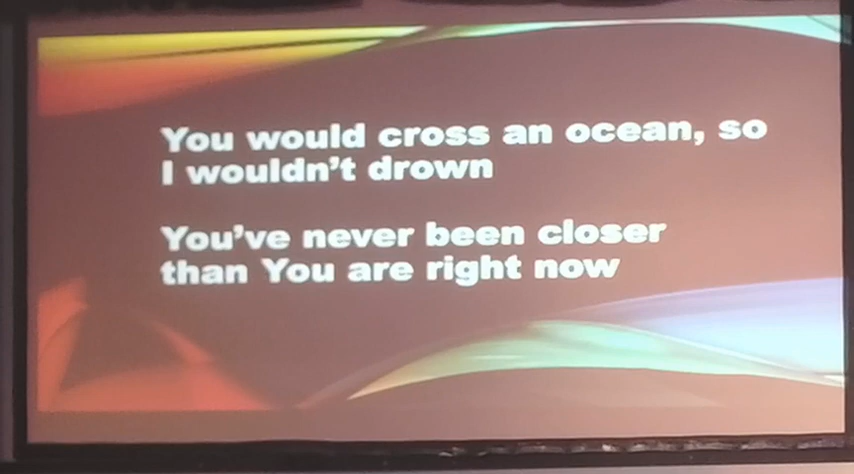 You would cross an ocean, so
I wouldn't drown
You've never been closer
than You are right now